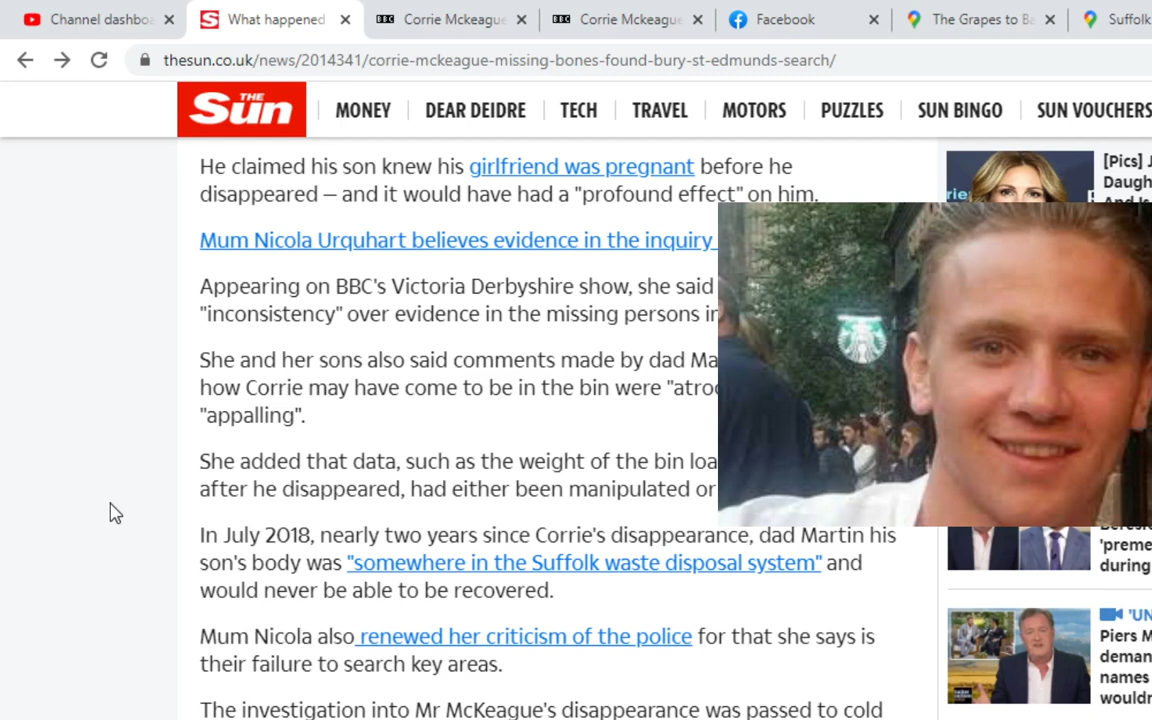 Channel dashbo
What happened
BBC Corrie Mckeague
BBC Corrie Mckeague
Facebook
The Grapes to Ba
Suffolk
thesun.co.uk/news/2014341/corrie-mckeague-missing-bones-found-bury-st-edmunds-search/
THE Sun
MONEY
DEAR DEIDRE
TECH
TRAVEL
MOTORS
PUZZLES
SUN BINGO
SUN VOUCHERS
He claimed his son knew his girlfriend was pregnant before he
disappeared – and it would have had a "profound effect" on him.
Mum Nicola Urquhart believes evidence in the inquiry
Appearing on BBC's Victoria Derbyshire show, she said
"inconsistency" over evidence in the missing persons in
She and her sons also said comments made by dad Ma
how Corrie may have come to be in the bin were "atro
"appalling".
She added that data, such as the weight of the bin loa
after he disappeared, had either been manipulated or
In July 2018, nearly two years since Corrie's disappearance, dad Martin his
son's body was "somewhere in the Suffolk waste disposal system" and
would never be able to be recovered.
Mum Nicola also renewed her criticism of the police for that she says is
their failure to search key areas.
The investigation into Mr McKeague's disappearance was passed to cold
[Pics] J
Daugh
'preme
during
'UN
Piers M
deman
names
wouldn